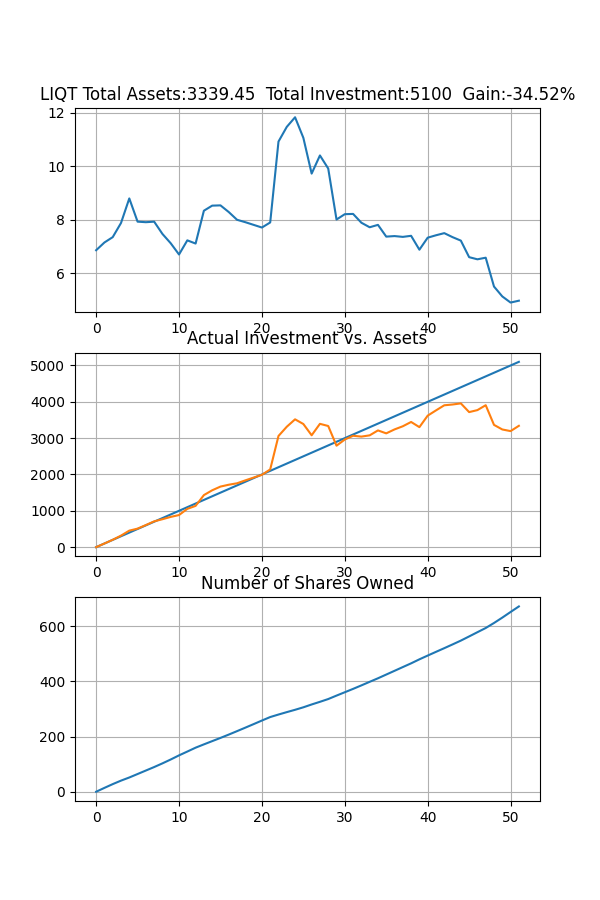 LIQT Total Assets:3339.45  Total Investment:5100  Gain:-34.52%
12
10
8
6
0 10 20 30 40 50
Actual Investment vs. Assets
5000
4000
3000
2000
1000
0
0 10 20 30 40 50
Number of Shares Owned
600
400
200
0
0 10 20 30 40 50